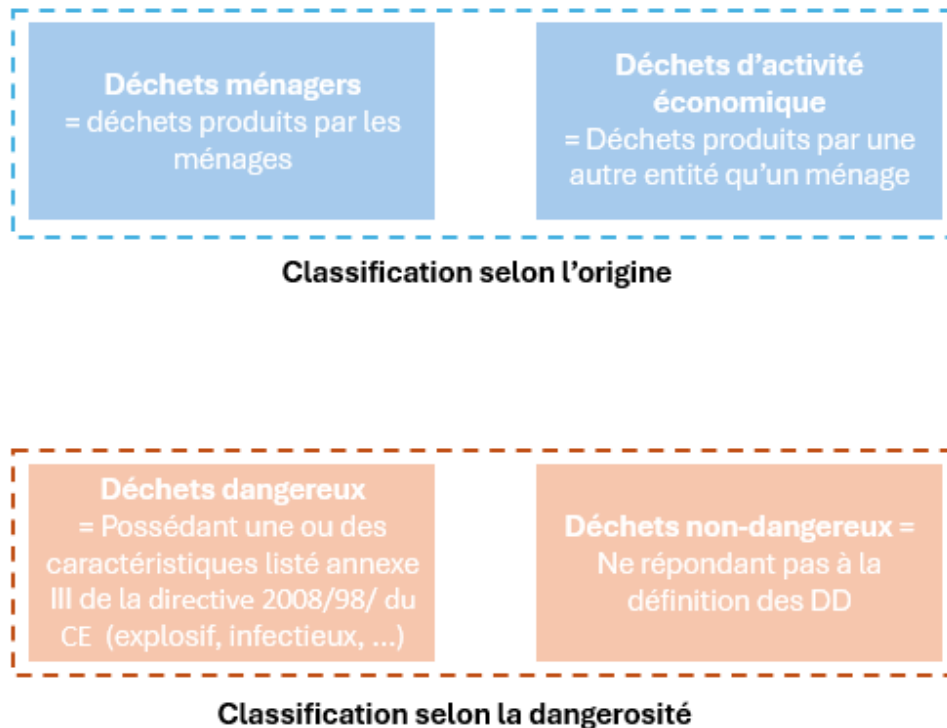 Déchets ménagers
= déchets produits par les
ménages
Déchets d’activité
économique
= Déchets produits par une
autre entité qu’un ménage
Classification selon l’origine
Déchets dangereux
= Possédant une ou des
caractéristiques listé annexe
III de la directive 2008/98/ du
CE (explosif, infectieux, ...)
Déchets non-dangereux =
Ne répondant pas à la
définition des DD
Classification selon la dangerosité